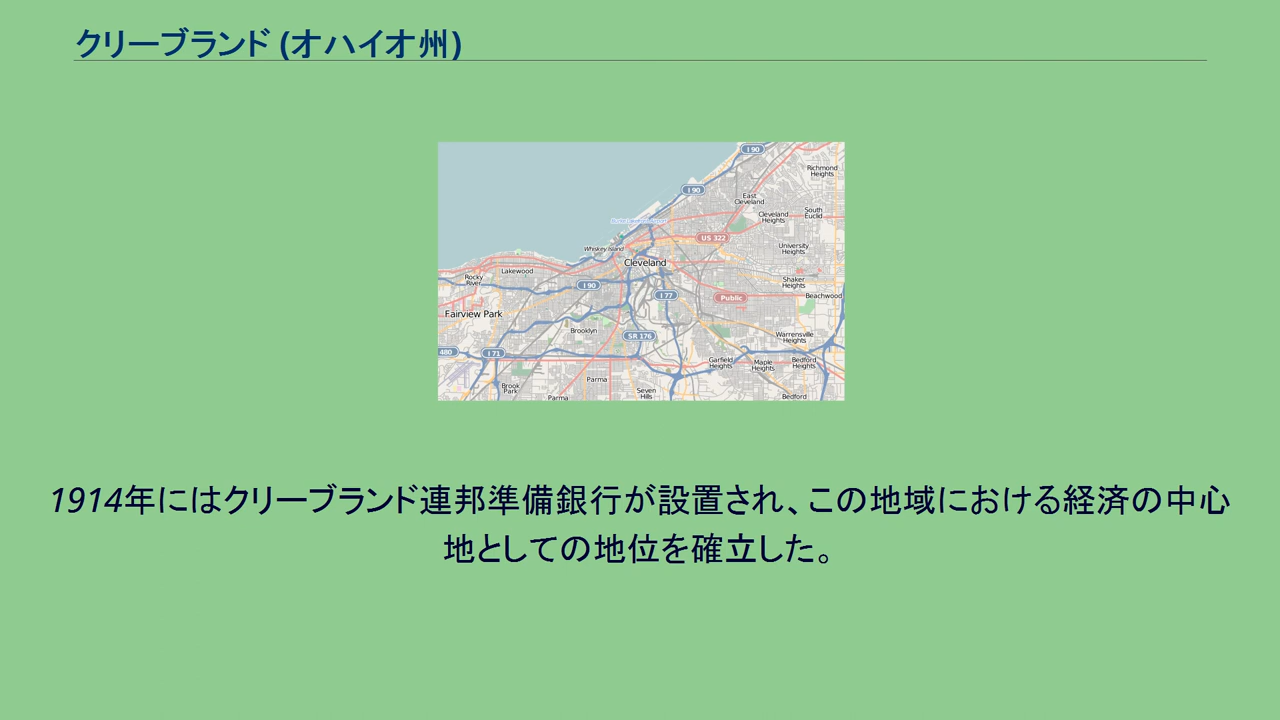 クリーブランド (オハイオ州)
I 90
Richmond
Heights
I 90
East
Cleveland
Cleveland
Heights
South
Euclid
US 322
Whiskey Island
University
Heights
Cleveland
Lakewood
Rocky
River
I 90
I 77
Public
Shaker
Heights
Beachwood
Fairview Park
Brooklyn
SR 176
Warrensville
Heights
480
I 71
Garfield
Heights
Maple
Heights
Bedford
Heights
Brook
Park
Parma
Seven
Hills
Parma
Bedford
1914年にはクリーブランド連邦準備銀行が設置され、この地域における経済の中心
地としての地位を確立した。